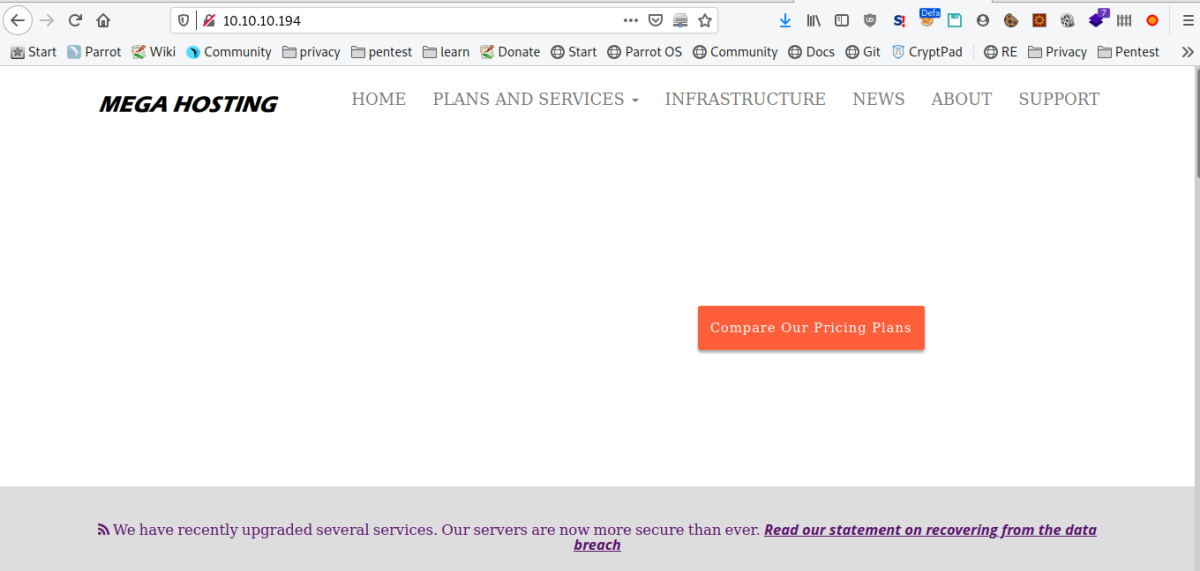 10.10.10.194
S! Defa 7
Start Parrot Wiki Community privacy pentest learn Donate Start Parrot OS Community Docs Git CryptPad RE Privacy Pentest
MEGA HOSTING HOME PLANS AND SERVICES INFRASTRUCTURE NEWS ABOUT SUPPORT
Compare Our Pricing Plans
We have recently upgraded several services. Our servers are now more secure than ever. Read our statement on recovering from the data
breach